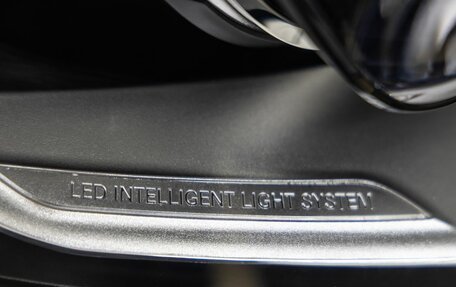 LED INTELLIGENT LIGHT SYSTEM